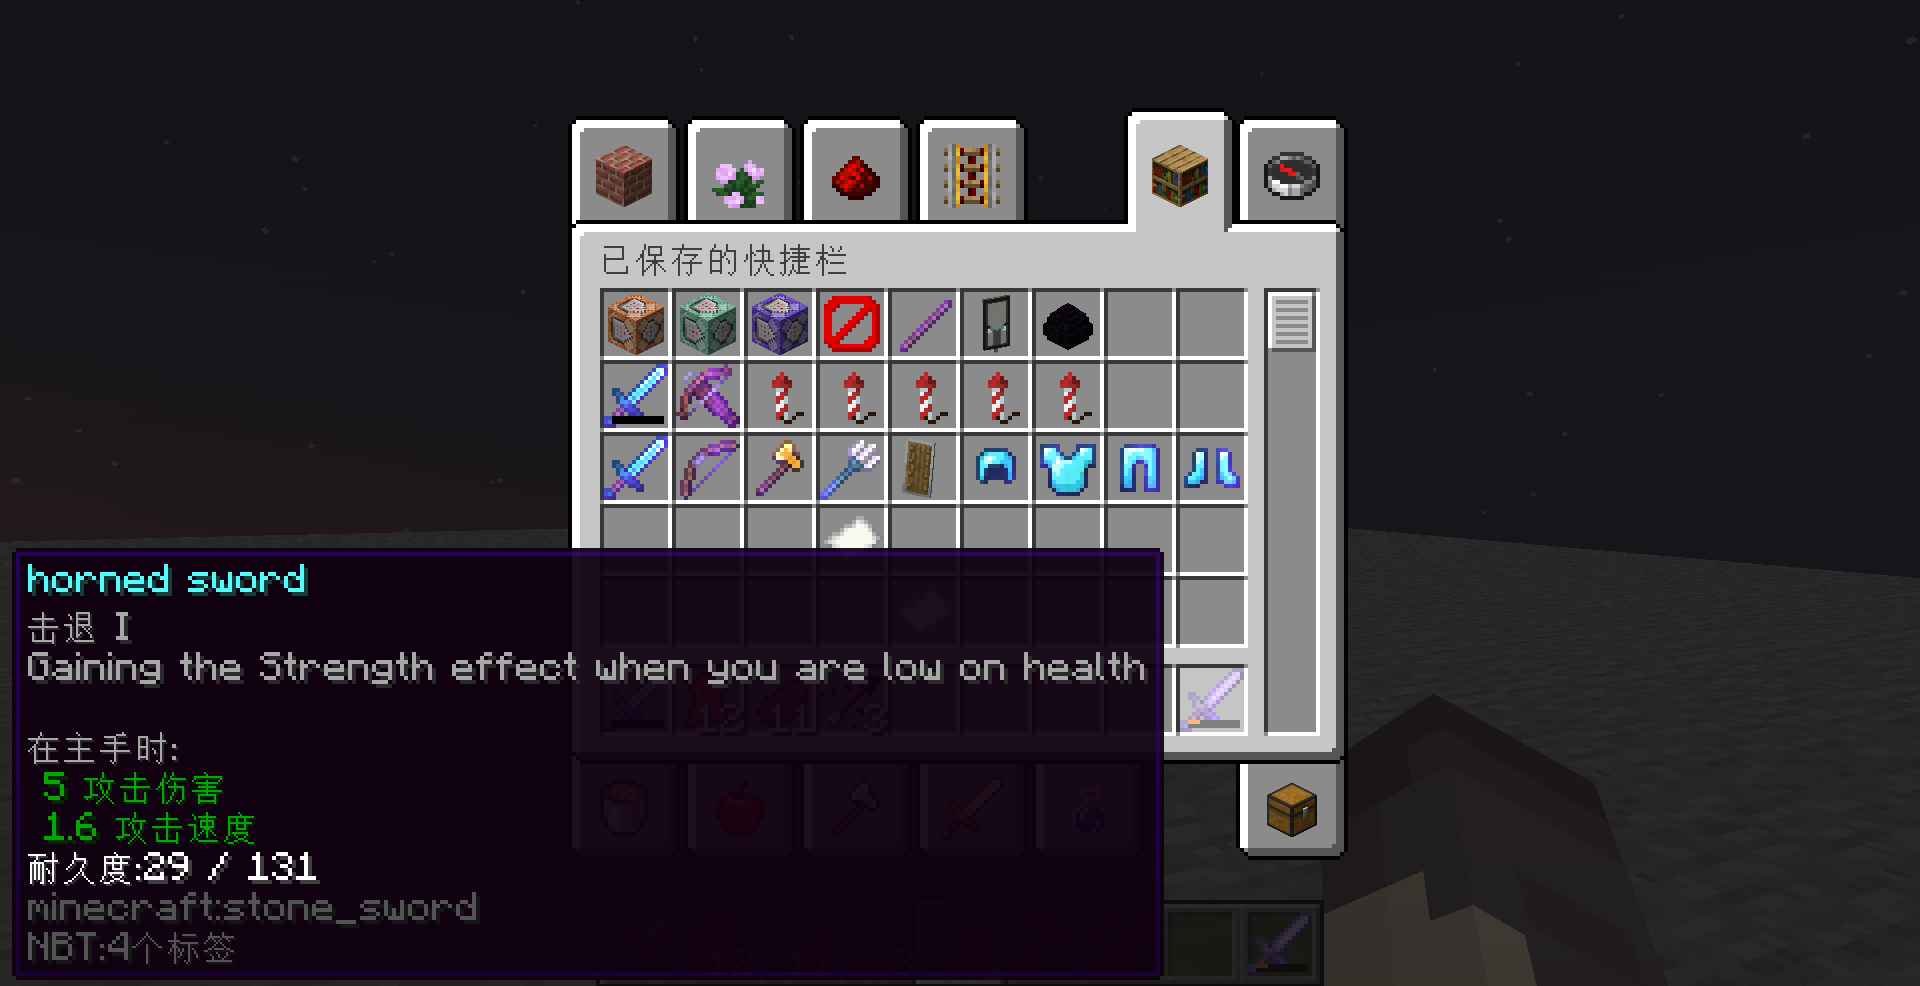 已保存的快捷栏
horned sword
击退 I
Gaining the Strength effect when you are low on health
在主手时:
5 攻击伤害
1.6 攻击速度
耐久度:29 / 131
minecraft:stone_sword
NBT:4个标签